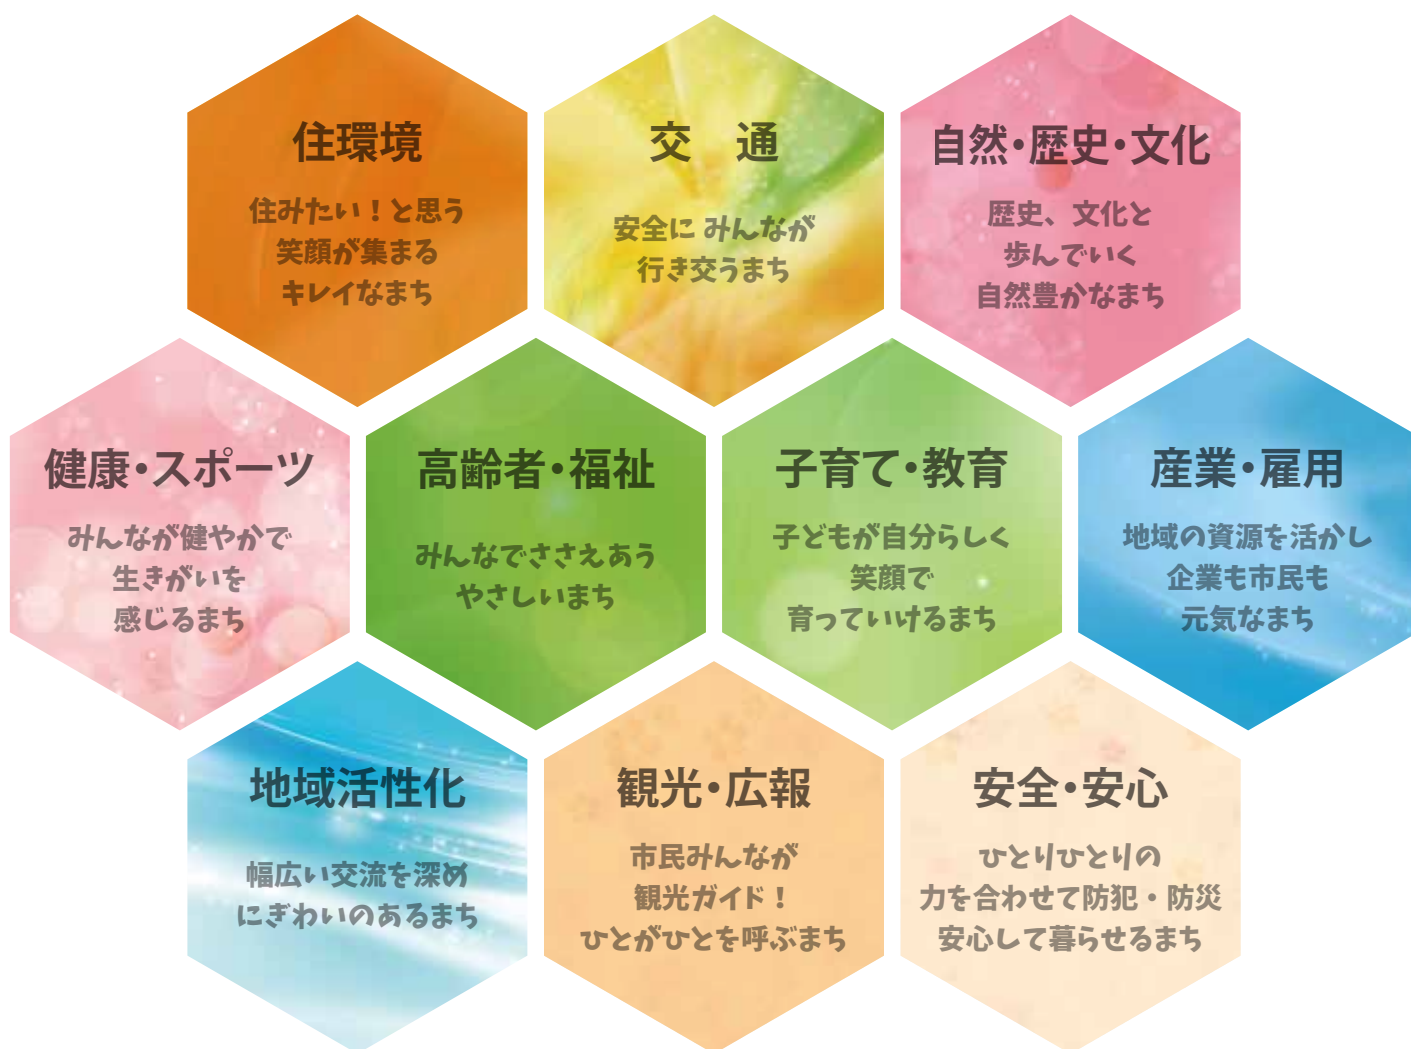 住環境
住みたい！と思う
笑顔が集まる
キレイなまち
交　通
安全に みんなが
行き交うまち
自然・歴史・文化
歴史、文化と
歩んでいく
自然豊かなまち
健康・スポーツ
みんなが健やかで
生きがいを
感じるまち
高齢者・福祉
みんなでささえあう
やさしいまち
子育て・教育
子どもが自分らしく
笑顔で
育っていけるまち
産業・雇用
地域の資源を活かし
企業も市民も
元気なまち
地域活性化
幅広い交流を深め
にぎわいのあるまち
観光・広報
市民みんなが
観光ガイド！
ひとがひとを呼ぶまち
安全・安心
ひとりひとりの
力を合わせて防犯・防災
安心して暮らせるまち